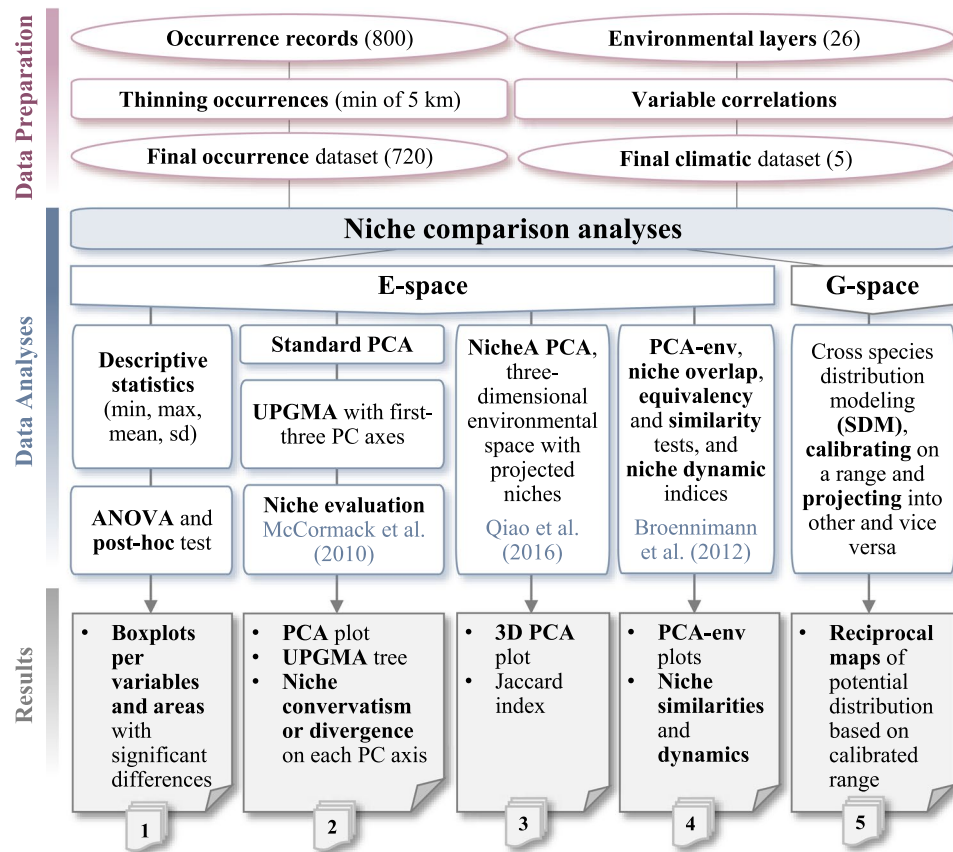 Data Preparation
Occurrence records (800)
Environmental layers (26)
Thinning occurrences (min of 5 km)
Variable correlations
Final occurrence dataset (720)
Final climatic dataset (5)
Data Analyses
Niche comparison analyses
E-space
G-space
Descriptive
statistics
(min, max,
mean, sd)
ANOVA and
post-hoc test
Standard PCA
UPGMA with first-
three PC axes
Niche evaluation
McCormack et al.
(2010)
NicheA PCA,
three-
dimensional
environmental
space with
projected
niches
Qiao et al.
(2016)
PCA-env,
niche overlap,
equivalency
and similarity
tests, and
niche dynamic
indices
Broennimann
et al. (2012)
Cross species
distribution
modeling
(SDM),
calibrating on
a range and
projecting into
other and vice
versa
Results
• Boxplots
per
variables
and areas
with
significant
differences
1
• PCA plot
• UPGMA tree
• Niche
convervatism
or divergence
on each PC axis
2
• 3D PCA
plot
• Jaccard
index
3
• PCA-env
plots
• Niche
similarities
and
dynamics
4
• Reciprocal
maps of
potential
distribution
based on
calibrated
range
5